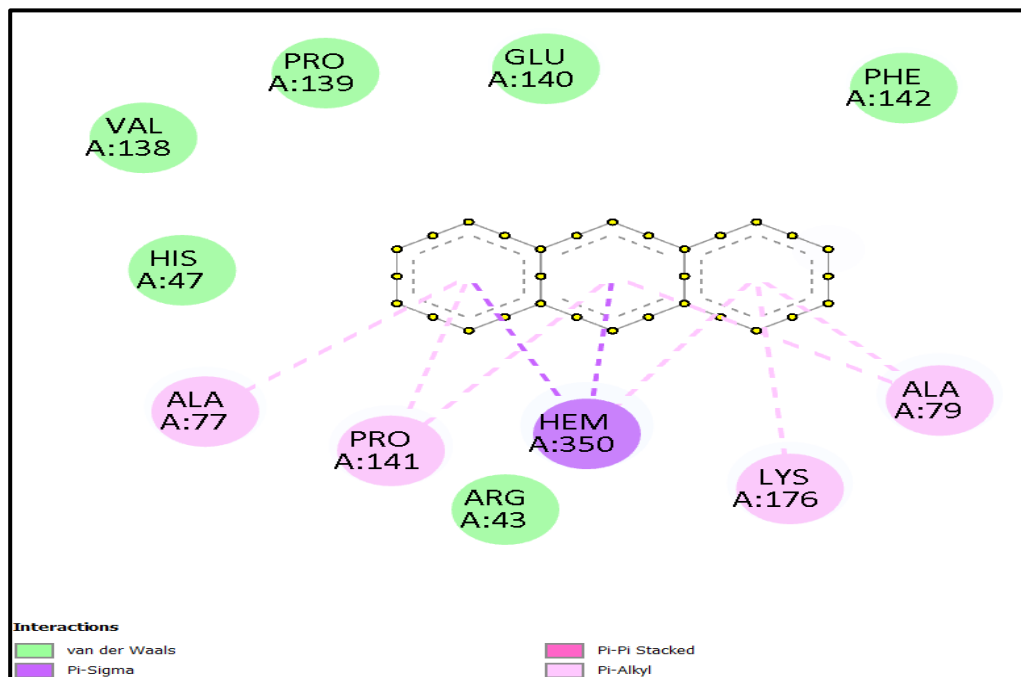 PRO
A:139
GLU
A:140
PHE
A:142
VAL
A:138
HIS
A:47
ALA
A:77
PRO
A:141
HEM
A:350
ALA
A:79
LYS
A:176
ARG
A:43
Interactions
van der Waals
Pi-Sigma
Pi-Pi Stacked
Pi-Alkyl